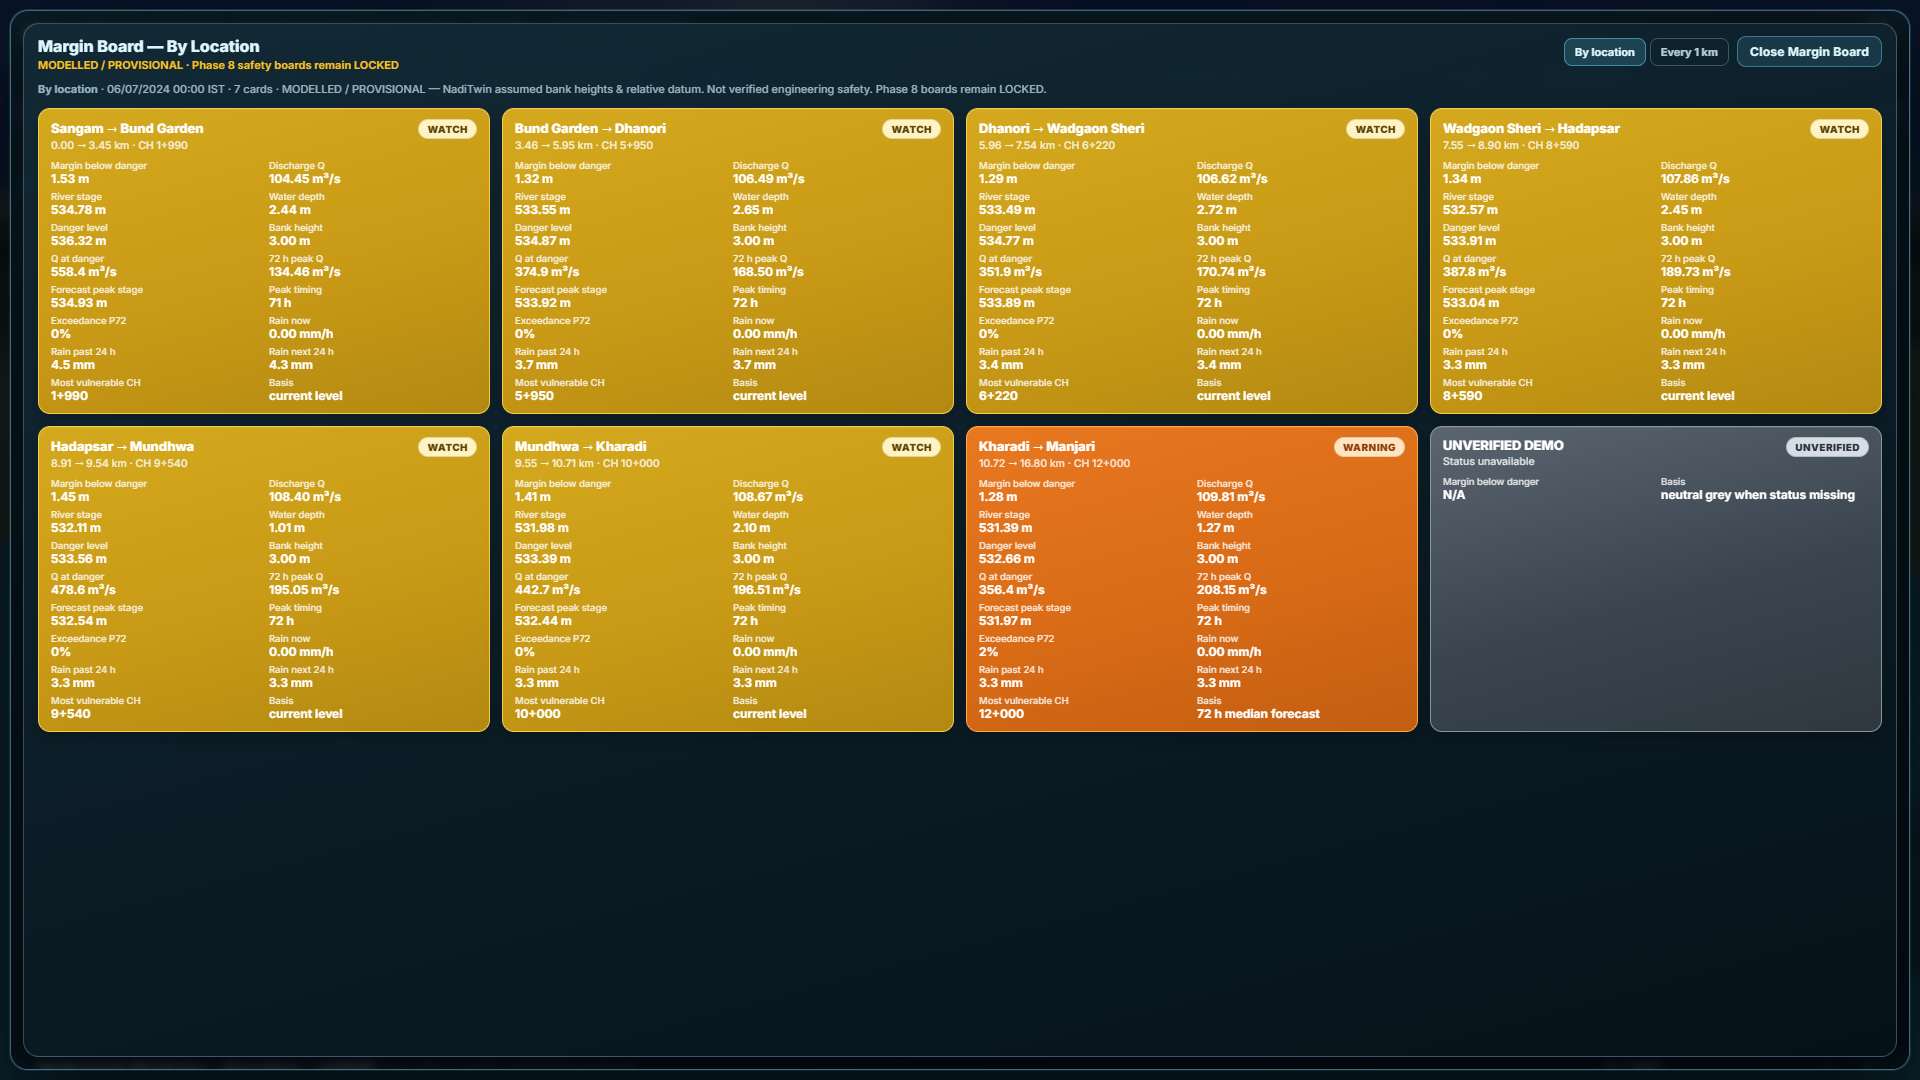 Margin Board — By Location
MODELLED / PROVISIONAL · Phase 8 safety boards remain LOCKED
By location
Every 1 km
Close Margin Board
By location · 06/07/2024 00:00 IST · 7 cards · MODELLED / PROVISIONAL — NadiTwin assumed bank heights & relative datum. Not verified engineering safety. Phase 8 boards remain LOCKED.
Sangam → Bund Garden
WATCH
0.00 → 3.45 km · CH 1+990
Margin below danger Discharge Q
1.53 m 104.45 m³/s
River stage Water depth
534.78 m 2.44 m
Danger level Bank height
536.32 m 3.00 m
Q at danger 72 h peak Q
558.4 m³/s 134.46 m³/s
Forecast peak stage Peak timing
534.93 m 71 h
Exceedance P72 Rain now
0% 0.00 mm/h
Rain past 24 h Rain next 24 h
4.5 mm 4.3 mm
Most vulnerable CH Basis
1+990 current level
Bund Garden → Dhanori
WATCH
3.46 → 5.95 km · CH 5+950
Margin below danger Discharge Q
1.32 m 106.49 m³/s
River stage Water depth
533.55 m 2.65 m
Danger level Bank height
534.87 m 3.00 m
Q at danger 72 h peak Q
374.9 m³/s 168.50 m³/s
Forecast peak stage Peak timing
533.92 m 72 h
Exceedance P72 Rain now
0% 0.00 mm/h
Rain past 24 h Rain next 24 h
3.7 mm 3.7 mm
Most vulnerable CH Basis
5+950 current level
Dhanori → Wadgaon Sheri
WATCH
5.96 → 7.54 km · CH 6+220
Margin below danger Discharge Q
1.29 m 106.62 m³/s
River stage Water depth
533.49 m 2.72 m
Danger level Bank height
534.77 m 3.00 m
Q at danger 72 h peak Q
351.9 m³/s 170.74 m³/s
Forecast peak stage Peak timing
533.89 m 72 h
Exceedance P72 Rain now
0% 0.00 mm/h
Rain past 24 h Rain next 24 h
3.4 mm 3.4 mm
Most vulnerable CH Basis
6+220 current level
Wadgaon Sheri → Hadapsar
WATCH
7.55 → 8.90 km · CH 8+590
Margin below danger Discharge Q
1.34 m 107.86 m³/s
River stage Water depth
532.57 m 2.45 m
Danger level Bank height
533.91 m 3.00 m
Q at danger 72 h peak Q
387.8 m³/s 189.73 m³/s
Forecast peak stage Peak timing
533.04 m 72 h
Exceedance P72 Rain now
0% 0.00 mm/h
Rain past 24 h Rain next 24 h
3.3 mm 3.3 mm
Most vulnerable CH Basis
8+590 current level
Hadapsar → Mundhwa
WATCH
8.91 → 9.54 km · CH 9+540
Margin below danger Discharge Q
1.45 m 108.40 m³/s
River stage Water depth
532.11 m 1.01 m
Danger level Bank height
533.56 m 3.00 m
Q at danger 72 h peak Q
478.6 m³/s 195.05 m³/s
Forecast peak stage Peak timing
532.54 m 72 h
Exceedance P72 Rain now
0% 0.00 mm/h
Rain past 24 h Rain next 24 h
3.3 mm 3.3 mm
Most vulnerable CH Basis
9+540 current level
Mundhwa → Kharadi
WATCH
9.55 → 10.71 km · CH 10+000
Margin below danger Discharge Q
1.41 m 108.67 m³/s
River stage Water depth
531.98 m 2.10 m
Danger level Bank height
533.39 m 3.00 m
Q at danger 72 h peak Q
442.7 m³/s 196.51 m³/s
Forecast peak stage Peak timing
532.44 m 72 h
Exceedance P72 Rain now
0% 0.00 mm/h
Rain past 24 h Rain next 24 h
3.3 mm 3.3 mm
Most vulnerable CH Basis
10+000 current level
Kharadi → Manjari
WARNING
10.72 → 16.80 km · CH 12+000
Margin below danger Discharge Q
1.28 m 109.81 m³/s
River stage Water depth
531.39 m 1.27 m
Danger level Bank height
532.66 m 3.00 m
Q at danger 72 h peak Q
356.4 m³/s 208.15 m³/s
Forecast peak stage Peak timing
531.97 m 72 h
Exceedance P72 Rain now
2% 0.00 mm/h
Rain past 24 h Rain next 24 h
3.3 mm 3.3 mm
Most vulnerable CH Basis
12+000 72 h median forecast
UNVERIFIED DEMO
UNVERIFIED
Status unavailable
Margin below danger Basis
N/A neutral grey when status missing